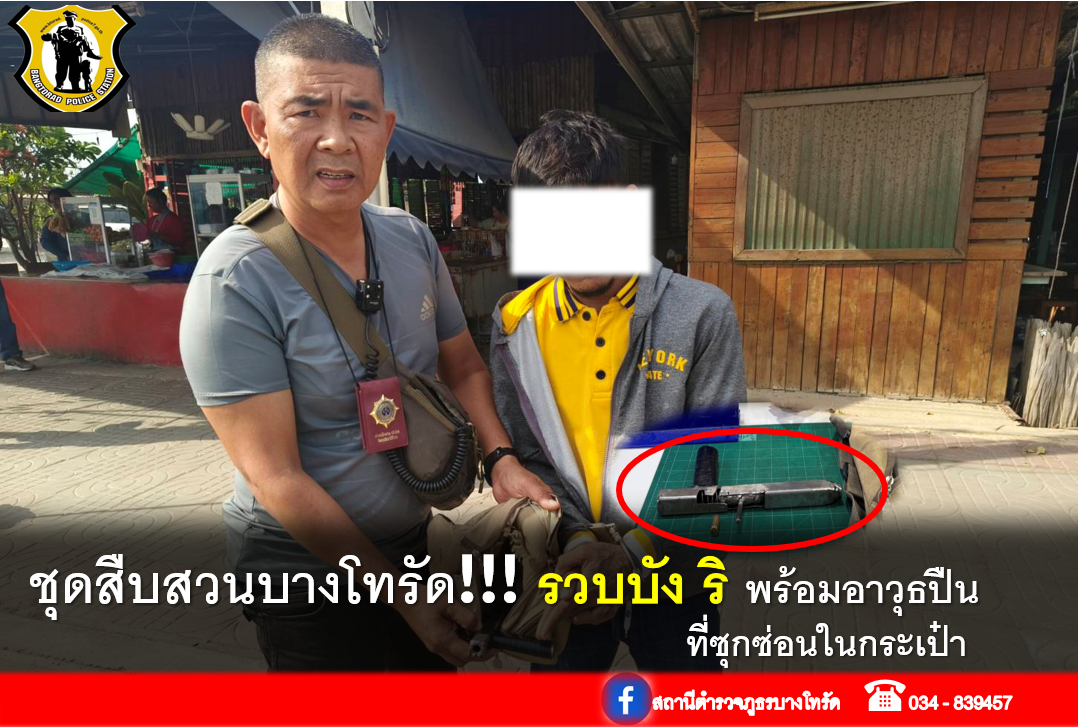 BANGTORAD POLICE STATION
YORK
ATE
ชุดสืบสวนบางโทรัด!!! รวบบัง ริ พร้อมอาวุธปืน
ที่ซุกซ่อนในกระเป๋า
f สถานีตำรวจภูธรบางโทรัด 034 - 839457